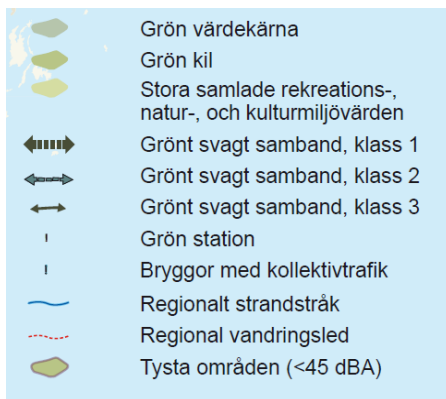 Grön värdekärna
Grön kil
Stora samlade rekreations-,
natur-, och kulturmiljövärden
Grönt svagt samband, klass 1
Grönt svagt samband, klass 2
Grönt svagt samband, klass 3
Grön station
Bryggor med kollektivtrafik
Regionalt strandstråk
Regional vandringsled
Tysta områden (<45 dBA)